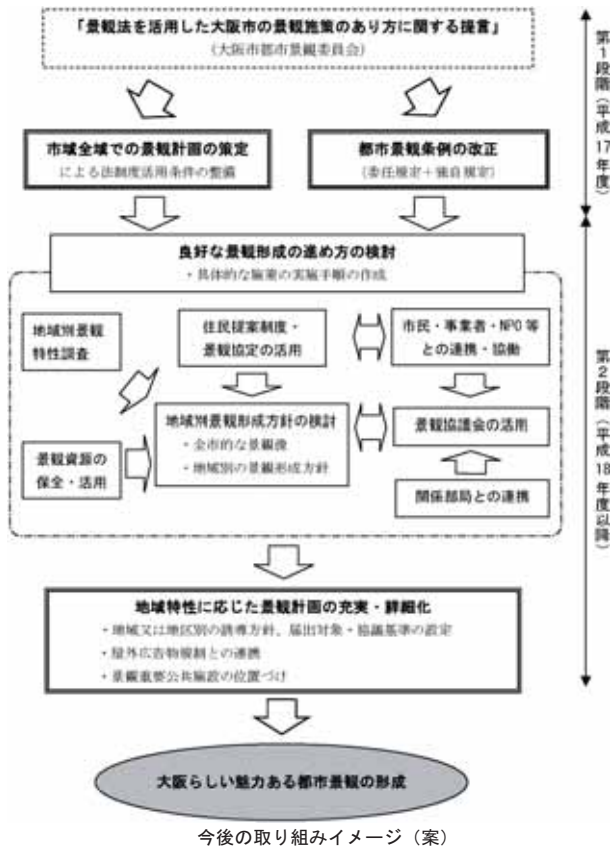 「景観法を活用した大阪市の景観施策のあり方に関する提言」
(大阪市都市景観委員会)
第1段階（平成17年度）
市域全域での景観計画の策定
による法制度活用条件の整備
都市景観条例の改正
(委任規定＋独自規定)
良好な景観形成の進め方の検討
・具体的な施策の実施手順の作成
地域別景観
特性調査
住民提案制度・
景観協定の活用
市民・事業者・NPO等
との連携・協働
第2段階（平成18年度以降）
地域別景観形成方針の検討
・全市的な景観像
・地域別の景観形成方針
景観協議会の活用
景観資源の
保全・活用
関係部局との連携
地域特性に応じた景観計画の充実・詳細化
・地域又は地区別の誘導方針、届出対象・協議基準の設定
・屋外広告物規制との連携
・景観重要公共施設の位置づけ
大阪らしい魅力ある都市景観の形成
今後の取り組みイメージ（案）